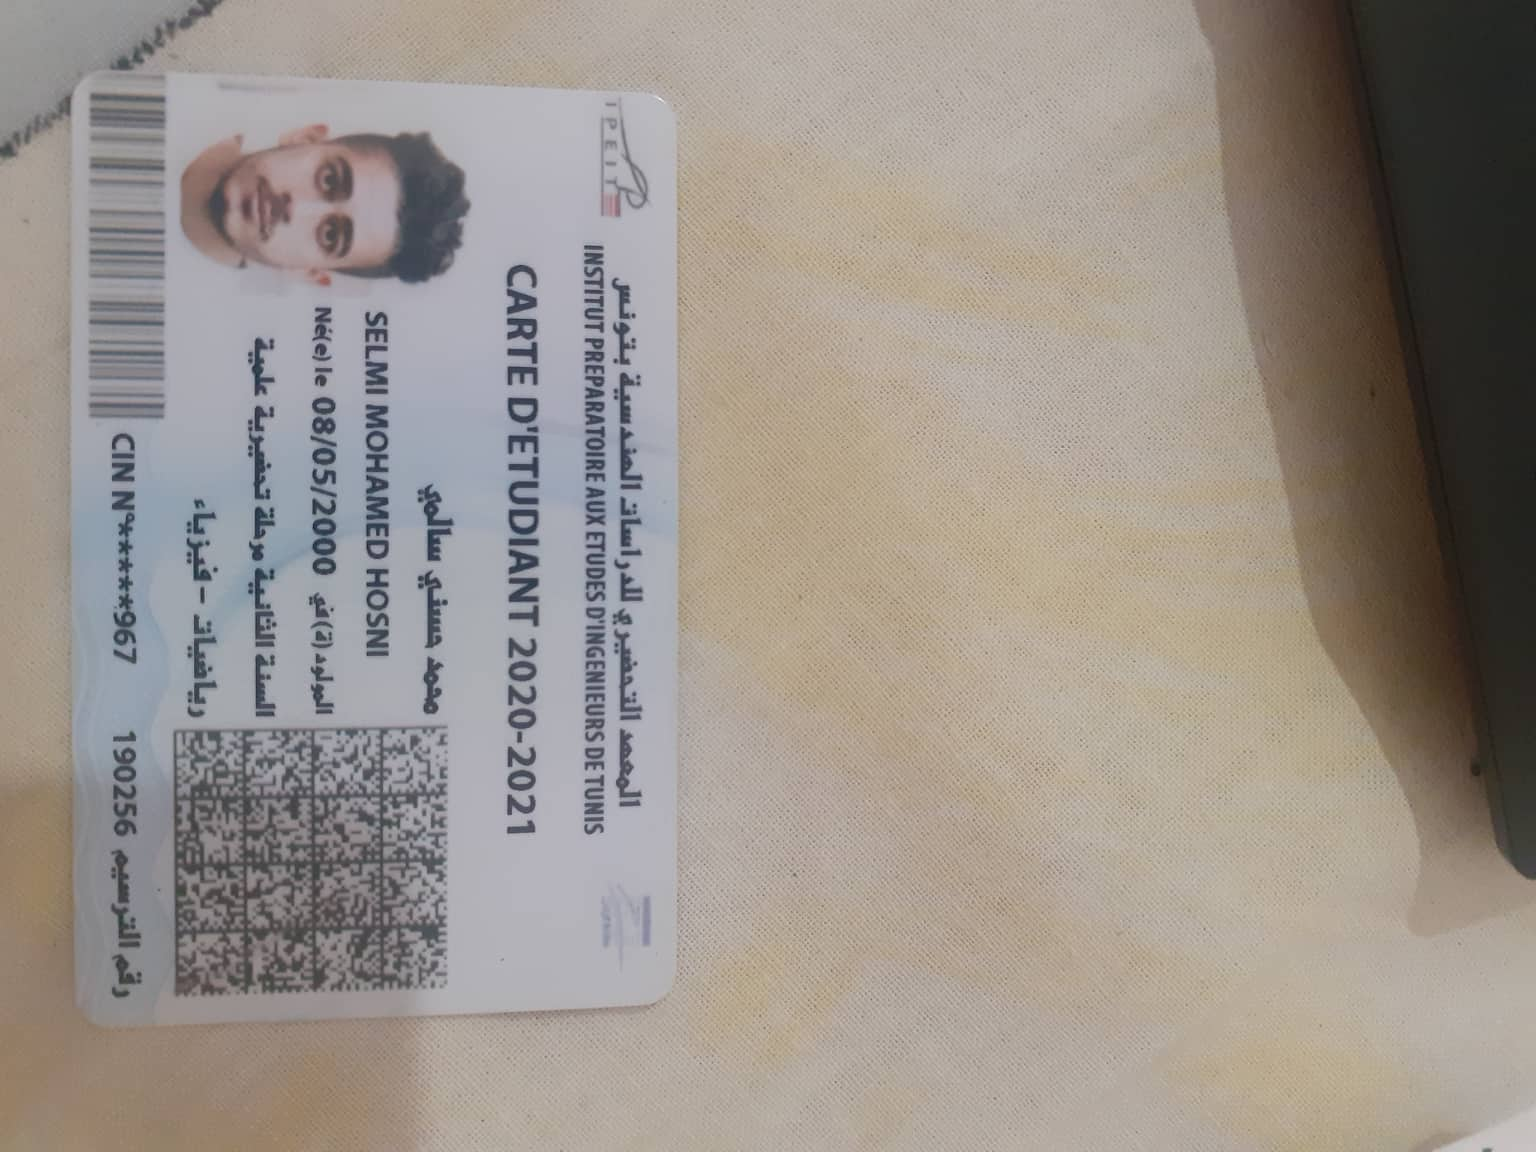 IPEIT
المعهد التحضيري للدراسات الهندسية بتونس
INSTITUT PREPARATOIRE AUX ETUDES D'INGENIEURS DE TUNIS
CARTE D'ETUDIANT 2020-2021
محمد حسني سالمي
SELMI MOHAMED HOSNI
Né(e) le 08/05/2000 المولود(ة) في
السنة الثانية مرحلة تحضيرية علمية
رياضيات - فيزياء
CIN N°*****967 190256 رقم الترسيم